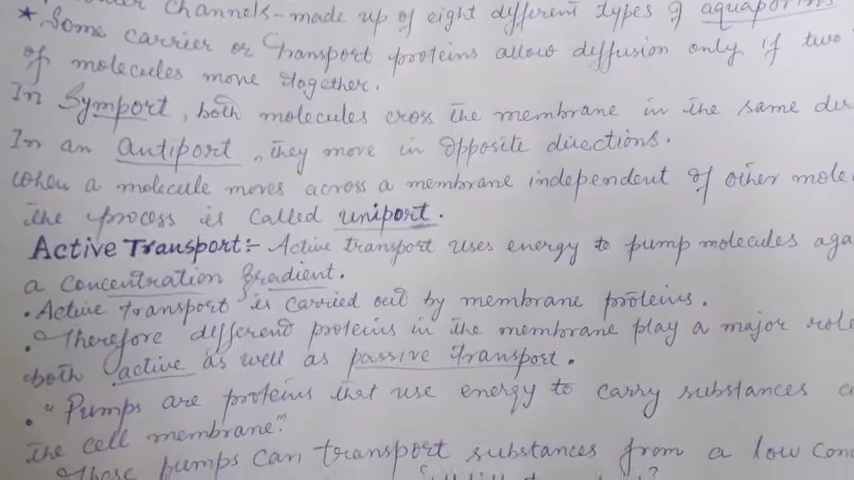 Channels - made up of eight different types of aquaporins
* Some carrier or Transport proteins allow diffusion only if two
of molecules move together.
In Symport, both molecules cross the membrane in the same
In an Antiport, they move in opposite directions.
When a molecule moves across a membrane independent of other
the process is called uniport.
Active Transport:- Active transport uses energy to pump molecules
a concentration gradient.
• Active transport is carried out by membrane proteins.
• Therefore different proteins in the membrane play a major role
both active as well as passive Transport.
• "Pumps are proteins that use energy to carry substances
the cell membrane."
These pumps can transport substances from a low